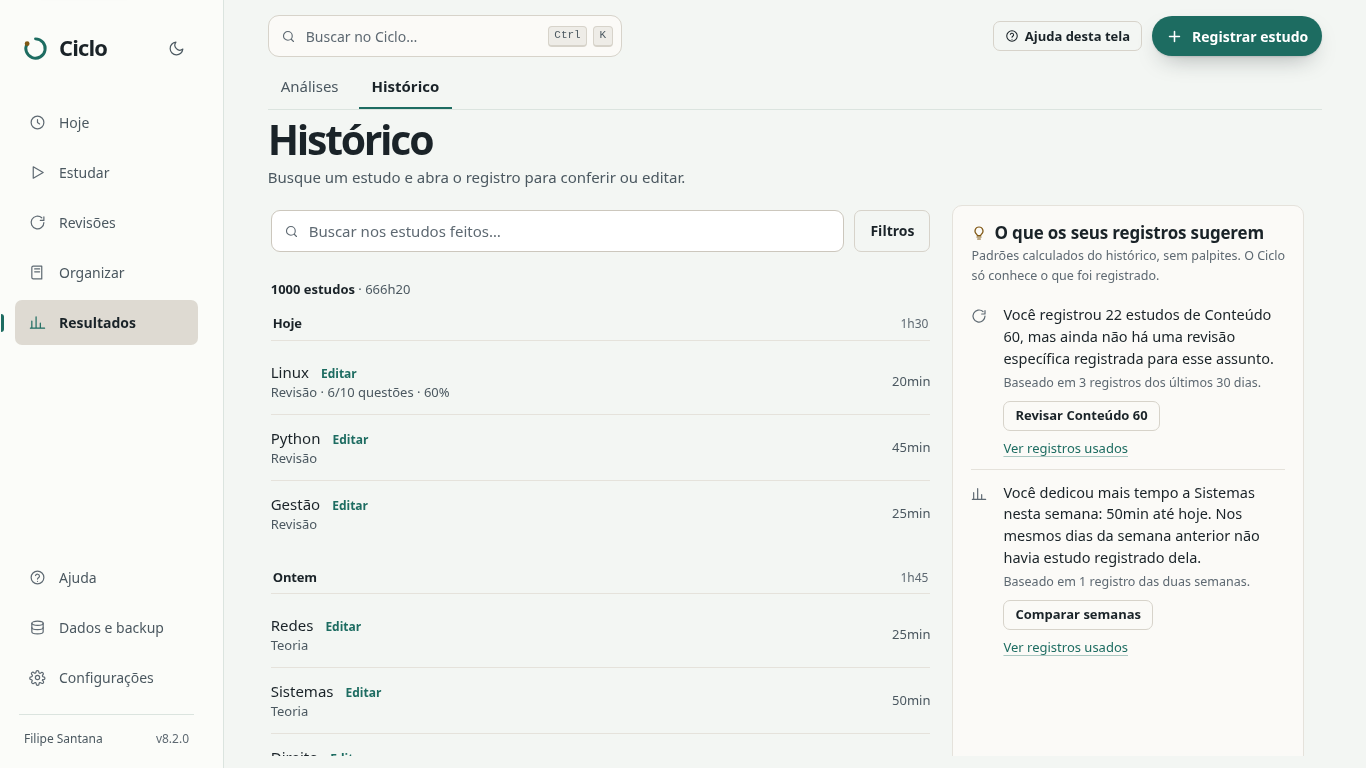 Ciclo
Hoje
Estudar
Revisões
Organizar
Resultados
Ajuda
Dados e backup
Configurações
Filipe Santana v8.2.0
Buscar no Ciclo... Ctrl K
Ajuda desta tela
Registrar estudo
Análises Histórico
Histórico
Busque um estudo e abra o registro para conferir ou editar.
Buscar nos estudos feitos...
Filtros
1000 estudos · 666h20
Hoje 1h30
Linux Editar
Revisão · 6/10 questões · 60%
20min
Python Editar
Revisão
45min
Gestão Editar
Revisão
25min
Ontem 1h45
Redes Editar
Teoria
25min
Sistemas Editar
Teoria
50min
Direito Editar
O que os seus registros sugerem
Padrões calculados do histórico, sem palpites. O Ciclo
só conhece o que foi registrado.
Você registrou 22 estudos de Conteúdo
60, mas ainda não há uma revisão
específica registrada para esse assunto.
Baseado em 3 registros dos últimos 30 dias.
Revisar Conteúdo 60
Ver registros usados
Você dedicou mais tempo a Sistemas
nesta semana: 50min até hoje. Nos
mesmos dias da semana anterior não
havia estudo registrado dela.
Baseado em 1 registro das duas semanas.
Comparar semanas
Ver registros usados